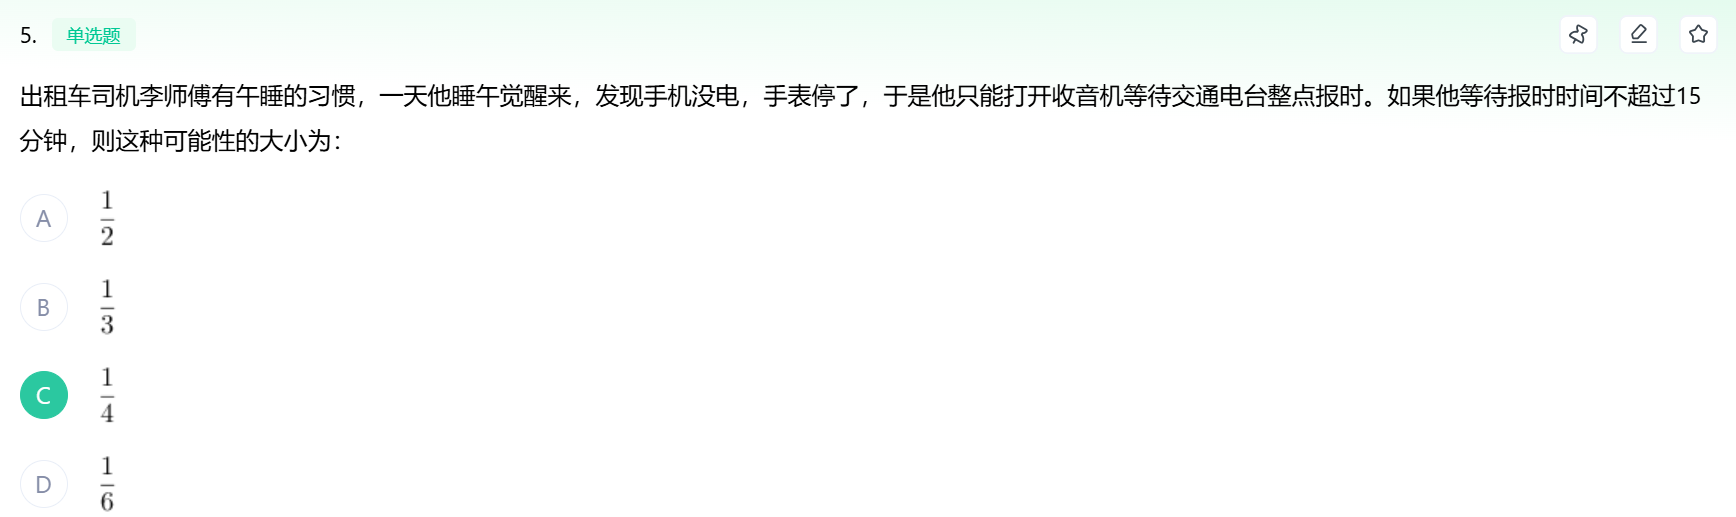 5. 单选题
出租车司机李师傅有午睡的习惯，一天他睡午觉醒来，发现手机没电，手表停了，于是他只能打开收音机等待交通电台整点报时。如果他等待报时时间不超过15
分钟，则这种可能性的大小为：
A 1/2
B 1/3
C 1/4
D 1/6